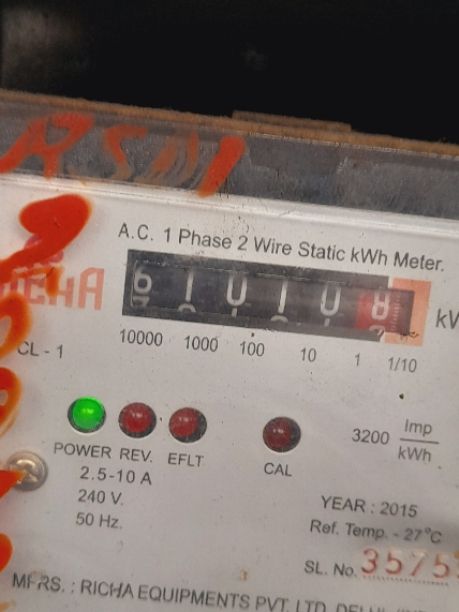 A.C. 1 Phase 2 Wire Static kWh Meter.
610108
10000 1000 100 10 1 1/10
CL - 1
3200 Imp/kWh
POWER REV. EFLT CAL
2.5-10 A
240 V.
50 Hz.
YEAR : 2015
Ref. Temp. - 27°C
SL. No. 3575
MFRS. : RICHA EQUIPMENTS PVT. LTD.